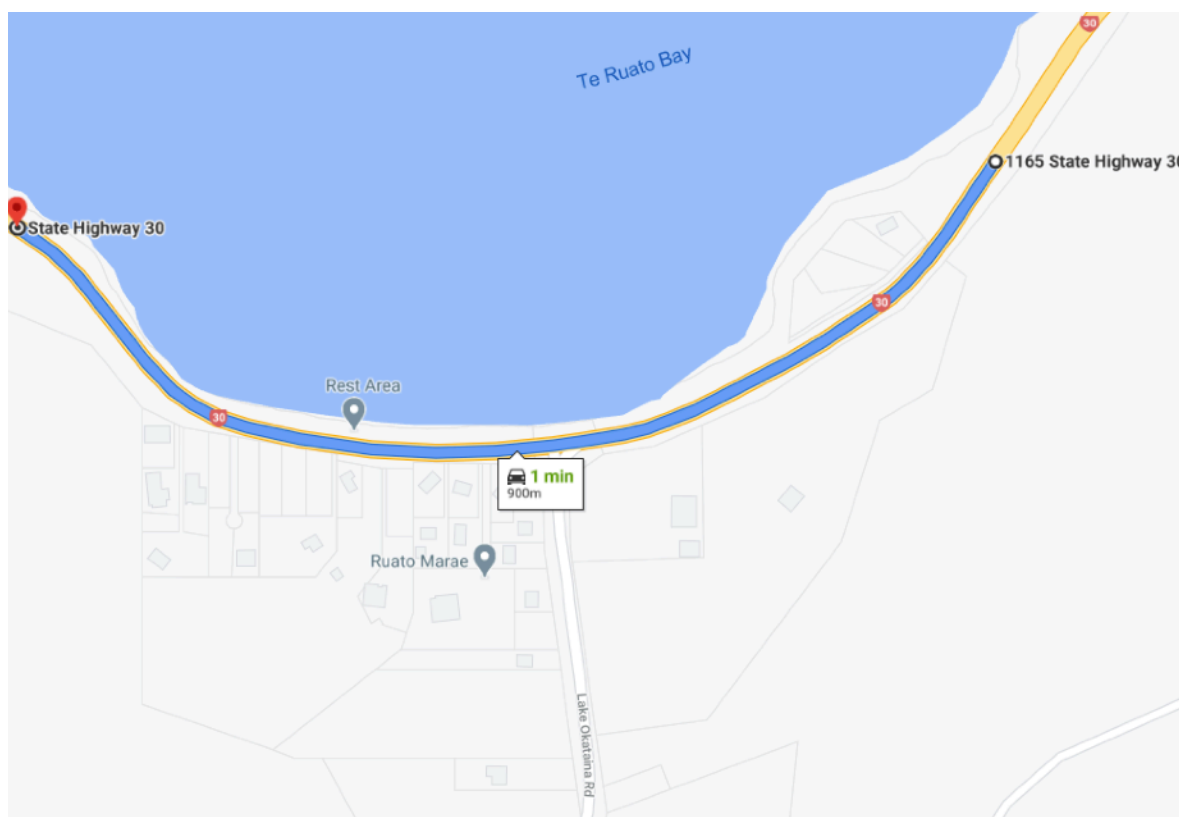 30
Te Ruato Bay
1165 State Highway 30
State Highway 30
30
Rest Area
30
1 min
900m
Ruato Marae
Lake Okataina Rd